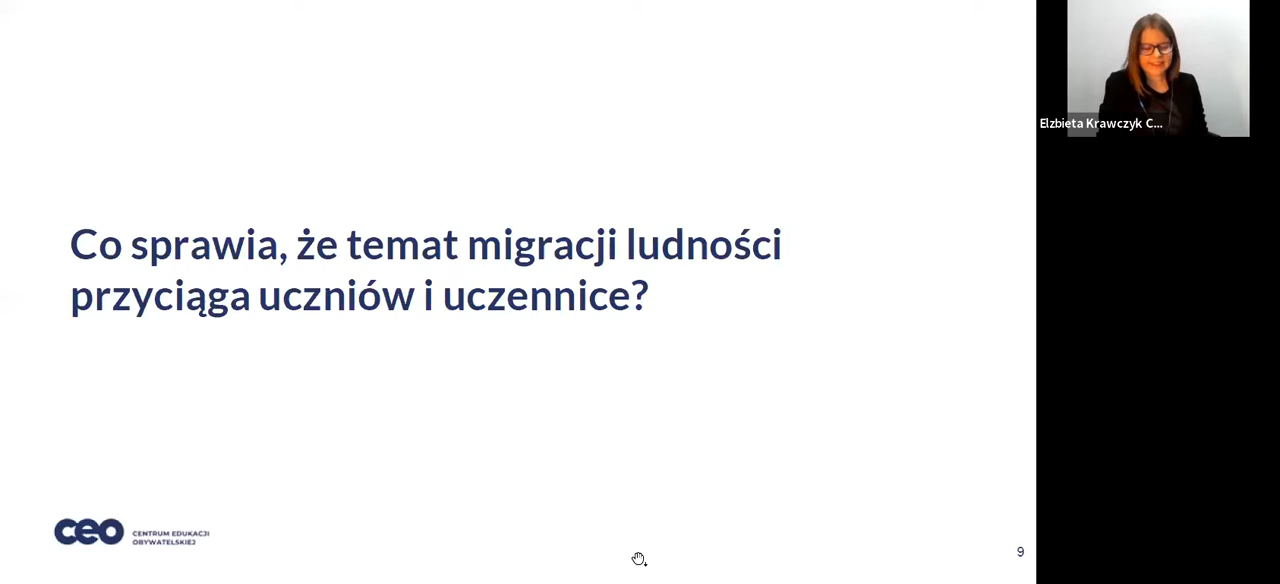 Co sprawia, że temat migracji ludności
przyciąga uczniów i uczennice?
Elzbieta Krawczyk C...
ceo
CENTRUM EDUKACJI
OBYWATELSKIEJ
9